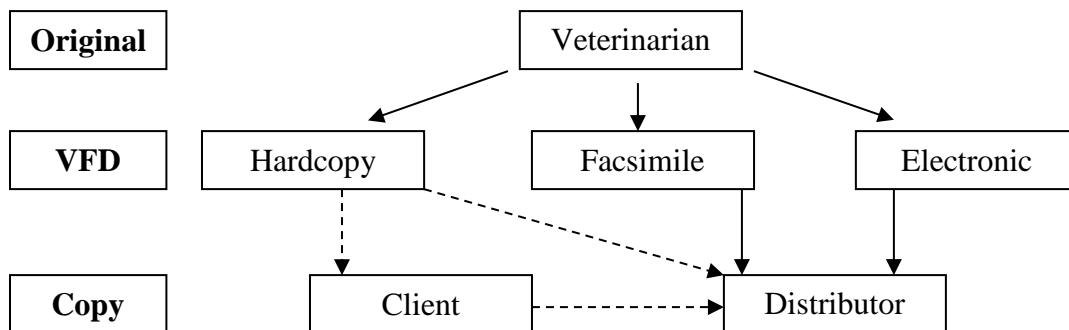 Original
Veterinarian
VFD
Hardcopy
Facsimile
Electronic
Copy
Client
Distributor